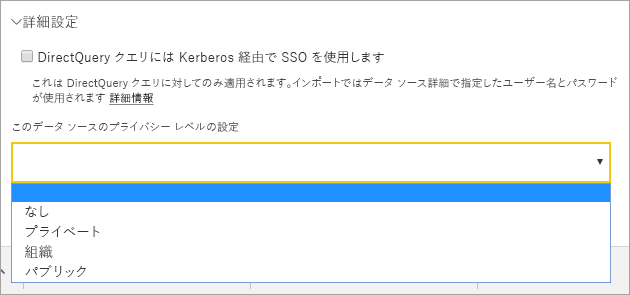 詳細設定
DirectQuery クエリには Kerberos 経由で SSO を使用します
これは DirectQuery クエリに対してのみ適用されます。インポートではデータ ソース詳細で指定したユーザー名とパスワード
が使用されます 詳細情報
このデータ ソースのプライバシー レベルの設定
なし
プライベート
組織
パブリック